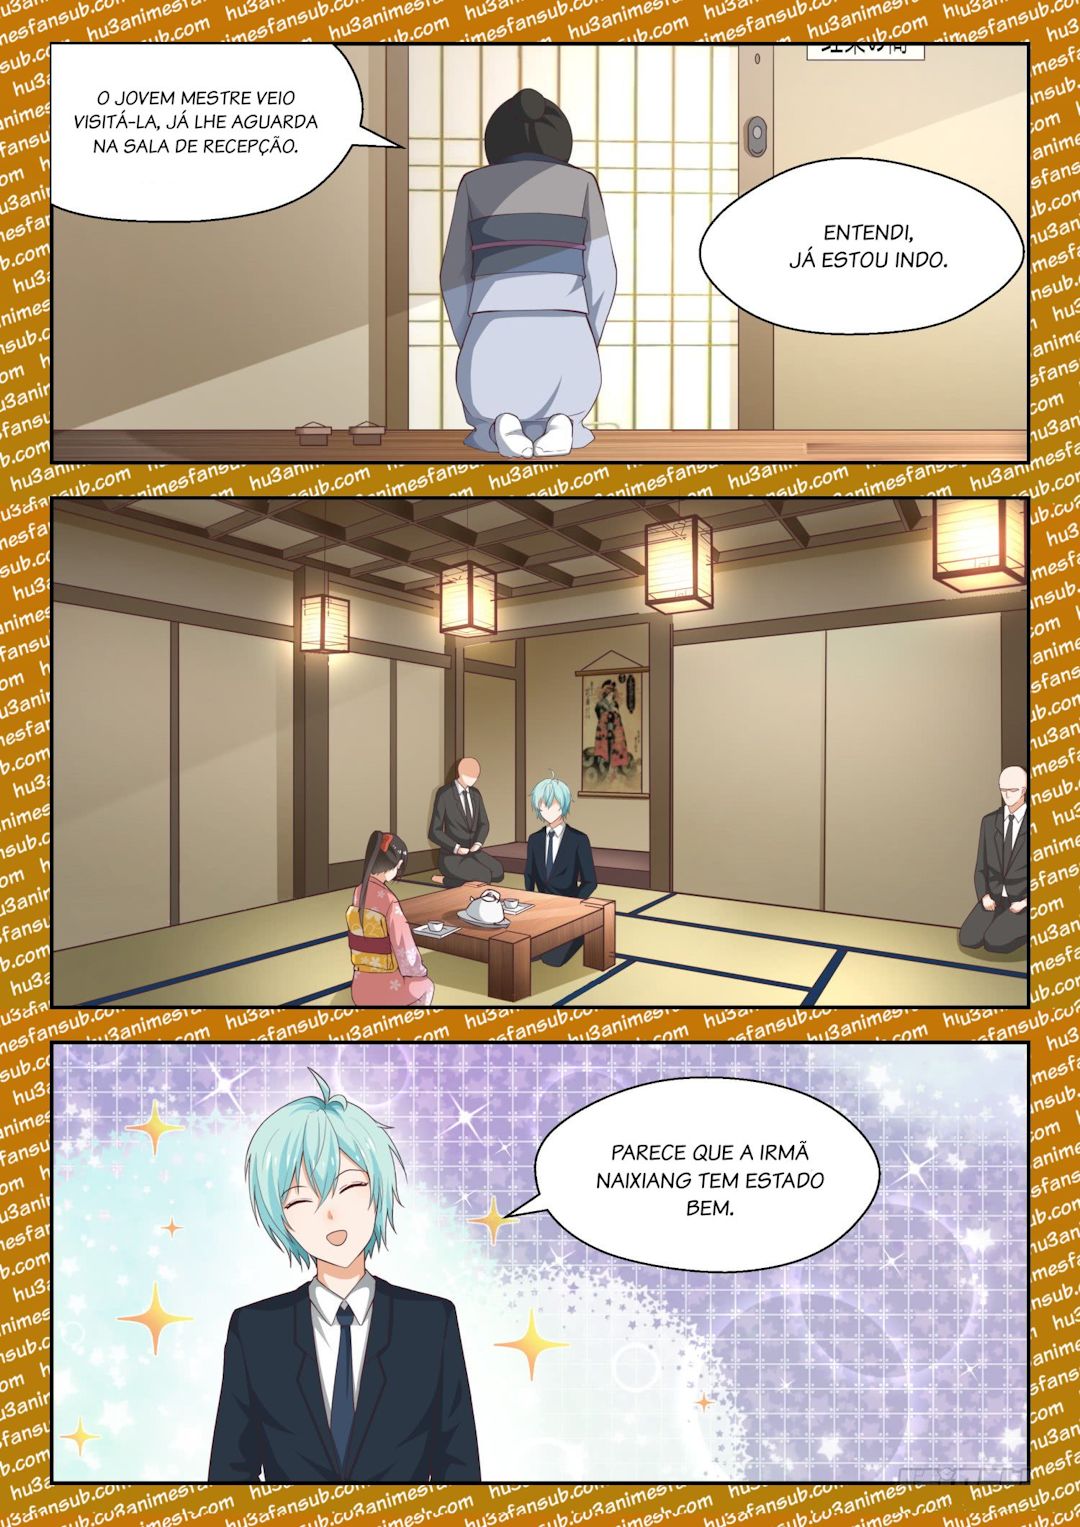 O JOVEM MESTRE VEIO
VISITÁ-LA, JÁ LHE AGUARDA
NA SALA DE RECEPÇÃO.
ENTENDI,
JÁ ESTOU INDO.
PARECE QUE A IRMÃ
NAIXIANG TEM ESTADO
BEM.
hu3animesfansub.com